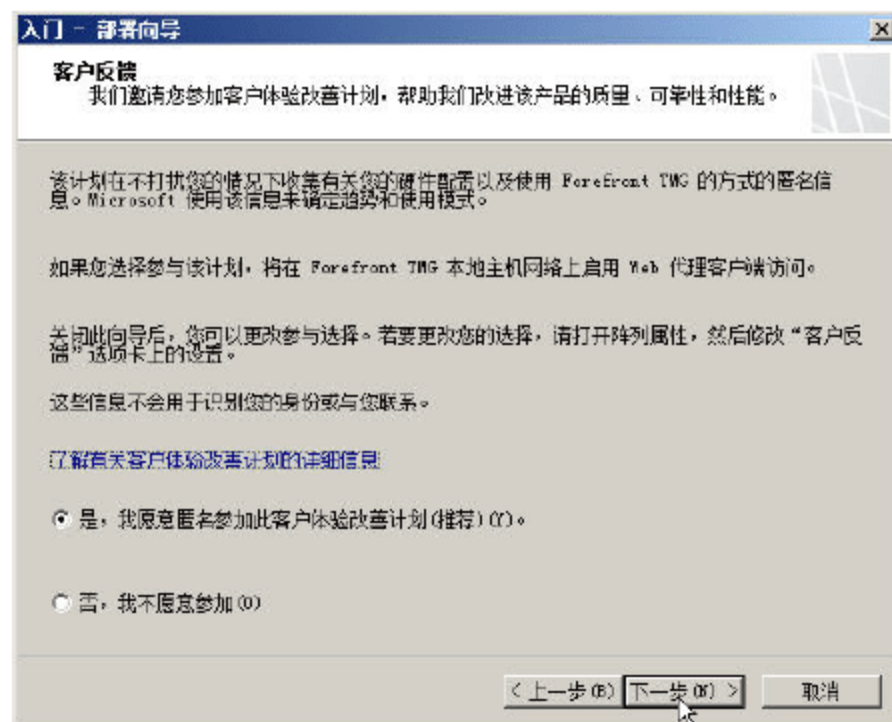 入门 - 部署向导
客户反馈
我们邀请您参加客户体验改善计划，帮助我们改进该产品的质量、可靠性和性能。
该计划在不打扰您的情况下收集有关您的硬件配置以及使用 Forefront TMG 的方式的匿名信
息。Microsoft 使用该信息来确定趋势和使用模式。
如果您选择参与该计划，将在 Forefront TMG 本地主机网络上启用 Web 代理客户端访问。
关闭此向导后，您可以更改参与选择。若要更改您的选择，请打开阵列属性，然后修改“客户反
馈”选项卡上的设置。
这些信息不会用于识别您的身份或与您联系。
了解有关客户体验改善计划的详细信息
是，我愿意匿名参加此客户体验改善计划(推荐)(Y)。
否，我不愿意参加(O)
< 上一步(B) 下一步(N) > 取消